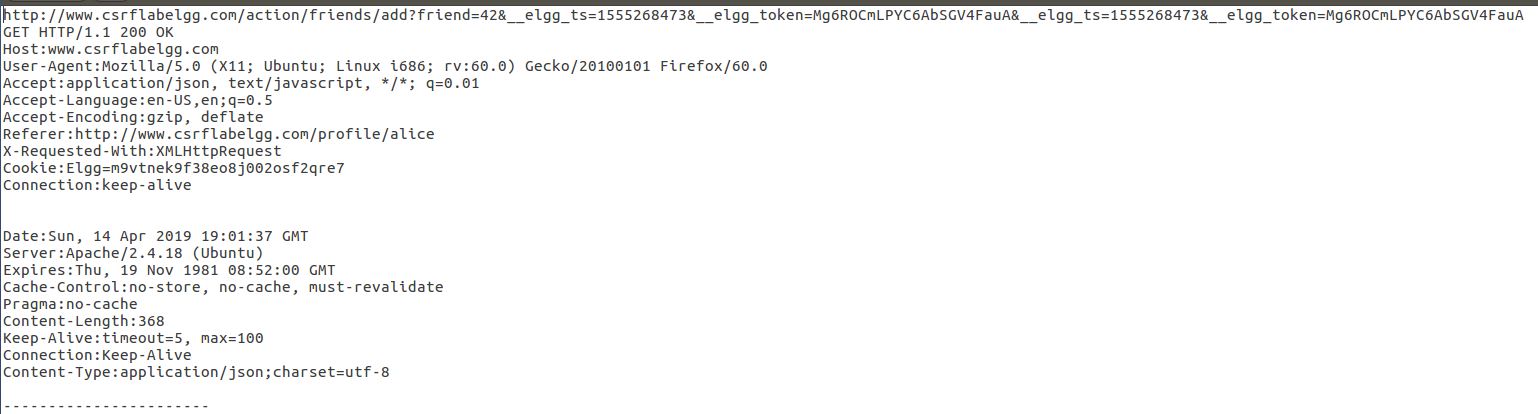 http://www.csrflabelgg.com/action/friends/add?friend=42&__elgg_ts=1555268473&__elgg_token=Mg6ROCmLPYC6AbSGV4FauA&__elgg_ts=1555268473&__elgg_token=Mg6ROCmLPYC6AbSGV4FauA
GET HTTP/1.1 200 OK
Host:www.csrflabelgg.com
User-Agent:Mozilla/5.0 (X11; Ubuntu; Linux i686; rv:60.0) Gecko/20100101 Firefox/60.0
Accept:application/json, text/javascript, */*; q=0.01
Accept-Language:en-US,en;q=0.5
Accept-Encoding:gzip, deflate
Referer:http://www.csrflabelgg.com/profile/alice
X-Requested-With:XMLHttpRequest
Cookie:Elgg=m9vtnek9f38eo8j002osf2qre7
Connection:keep-alive
Date:Sun, 14 Apr 2019 19:01:37 GMT
Server:Apache/2.4.18 (Ubuntu)
Expires:Thu, 19 Nov 1981 08:52:00 GMT
Cache-Control:no-store, no-cache, must-revalidate
Pragma:no-cache
Content-Length:368
Keep-Alive:timeout=5, max=100
Connection:Keep-Alive
Content-Type:application/json;charset=utf-8
-----------------------